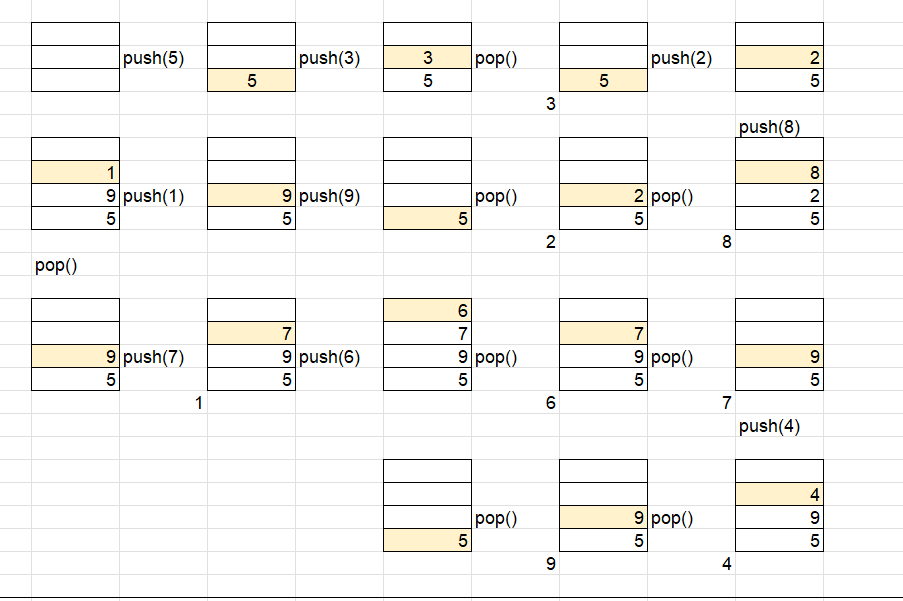 push(5) push(3) 3 pop() push(2) 2
5 5 5 5
3
push(8)
1 8
9 push(1) 9 push(9) pop() 2 pop() 2
5 5 5 5 5
2 8
pop()
6
7 7 7
9 push(7) 9 push(6) 9 pop() 9 pop() 9
5 5 5 5 5
1 6 7
push(4)
4
pop() 9 pop() 9
5 5 5
9 4